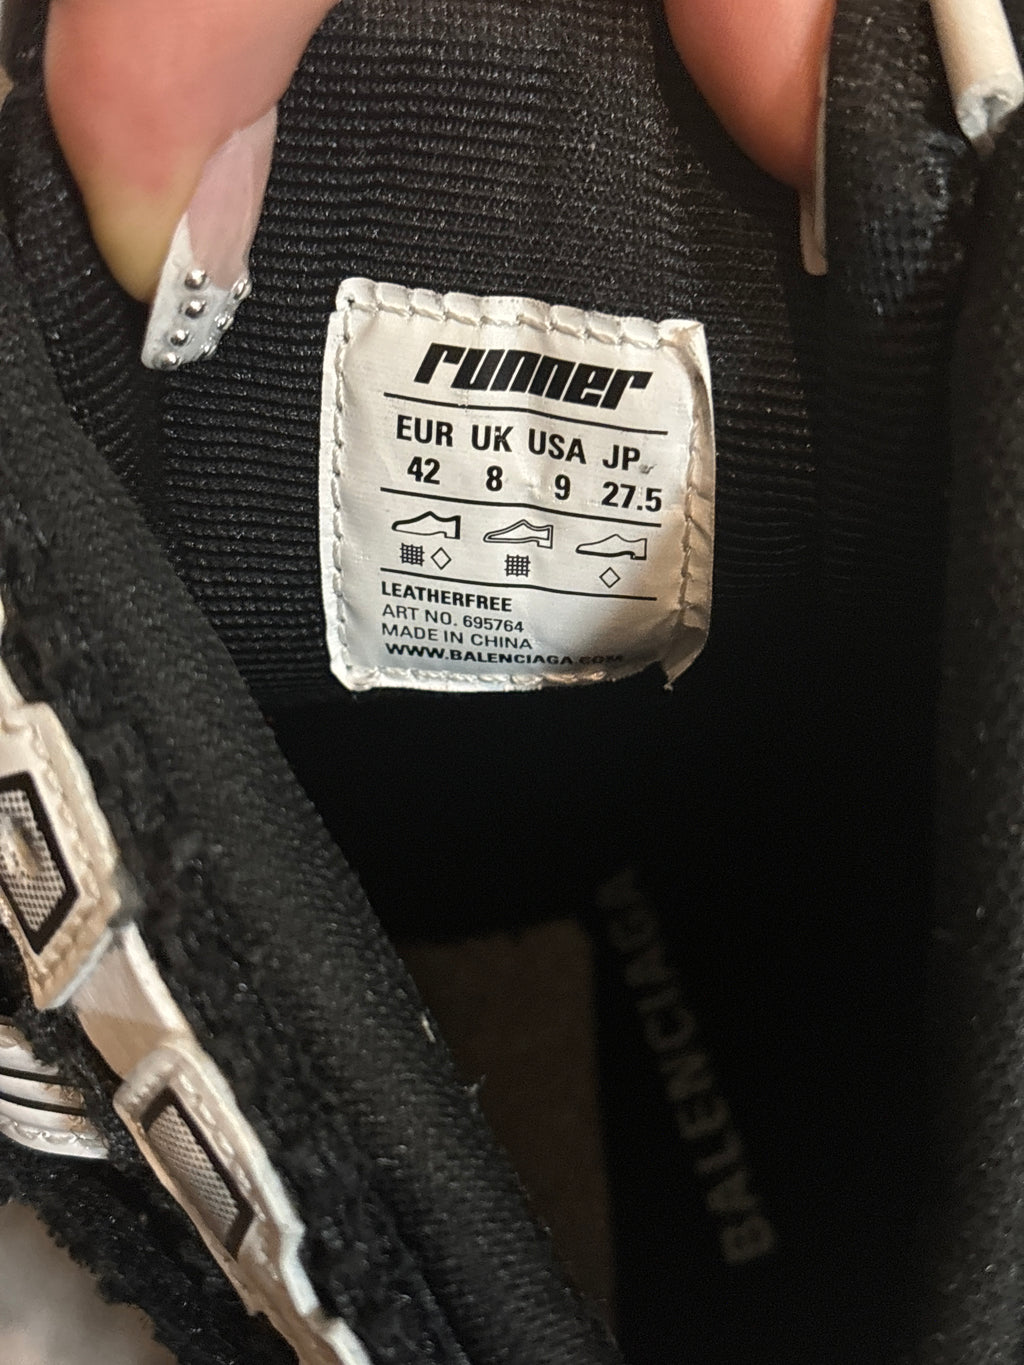 runner
EUR UK USA JP
42 8 9 27.5
LEATHERFREE
ART NO. 695764
MADE IN CHINA
WWW.BALENCIAGA.COM
BALENCIAGA